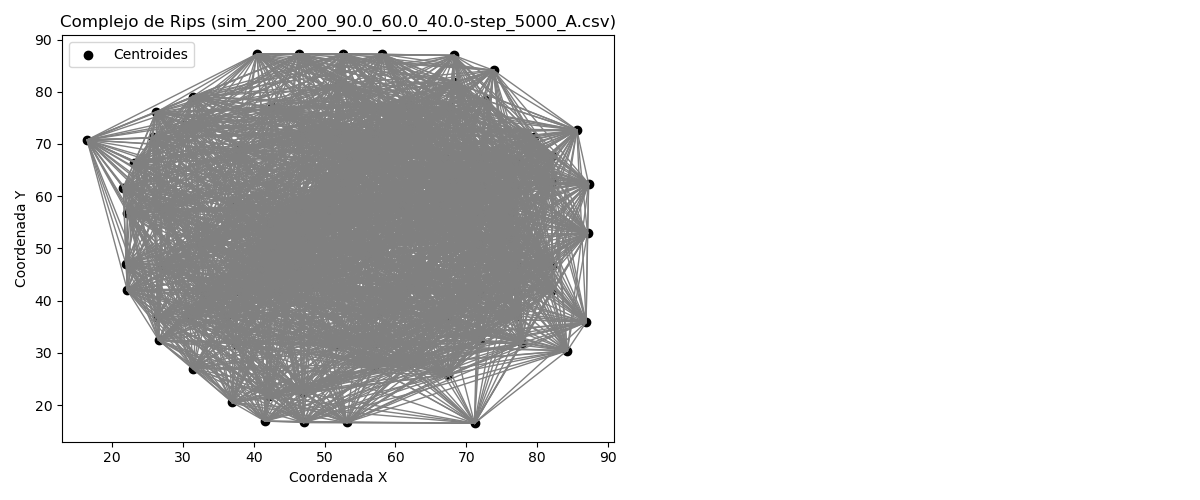 Complejo de Rips (sim_200_200_90.0_60.0_40.0-step_5000_A.csv)
Centroides
90
80
70
60
50
40
30
20
Coordenada Y
20 30 40 50 60 70 80 90
Coordenada X